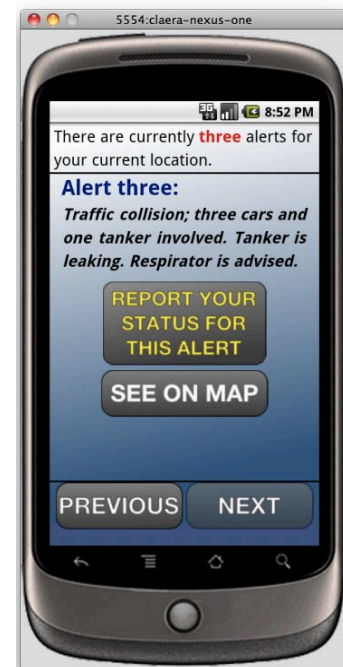 5554:claera-nexus-one
3G 8:52 PM
There are currently three alerts for
your current location.
Alert three:
Traffic collision; three cars and
one tanker involved. Tanker is
leaking. Respirator is advised.
REPORT YOUR
STATUS FOR
THIS ALERT
SEE ON MAP
PREVIOUS NEXT